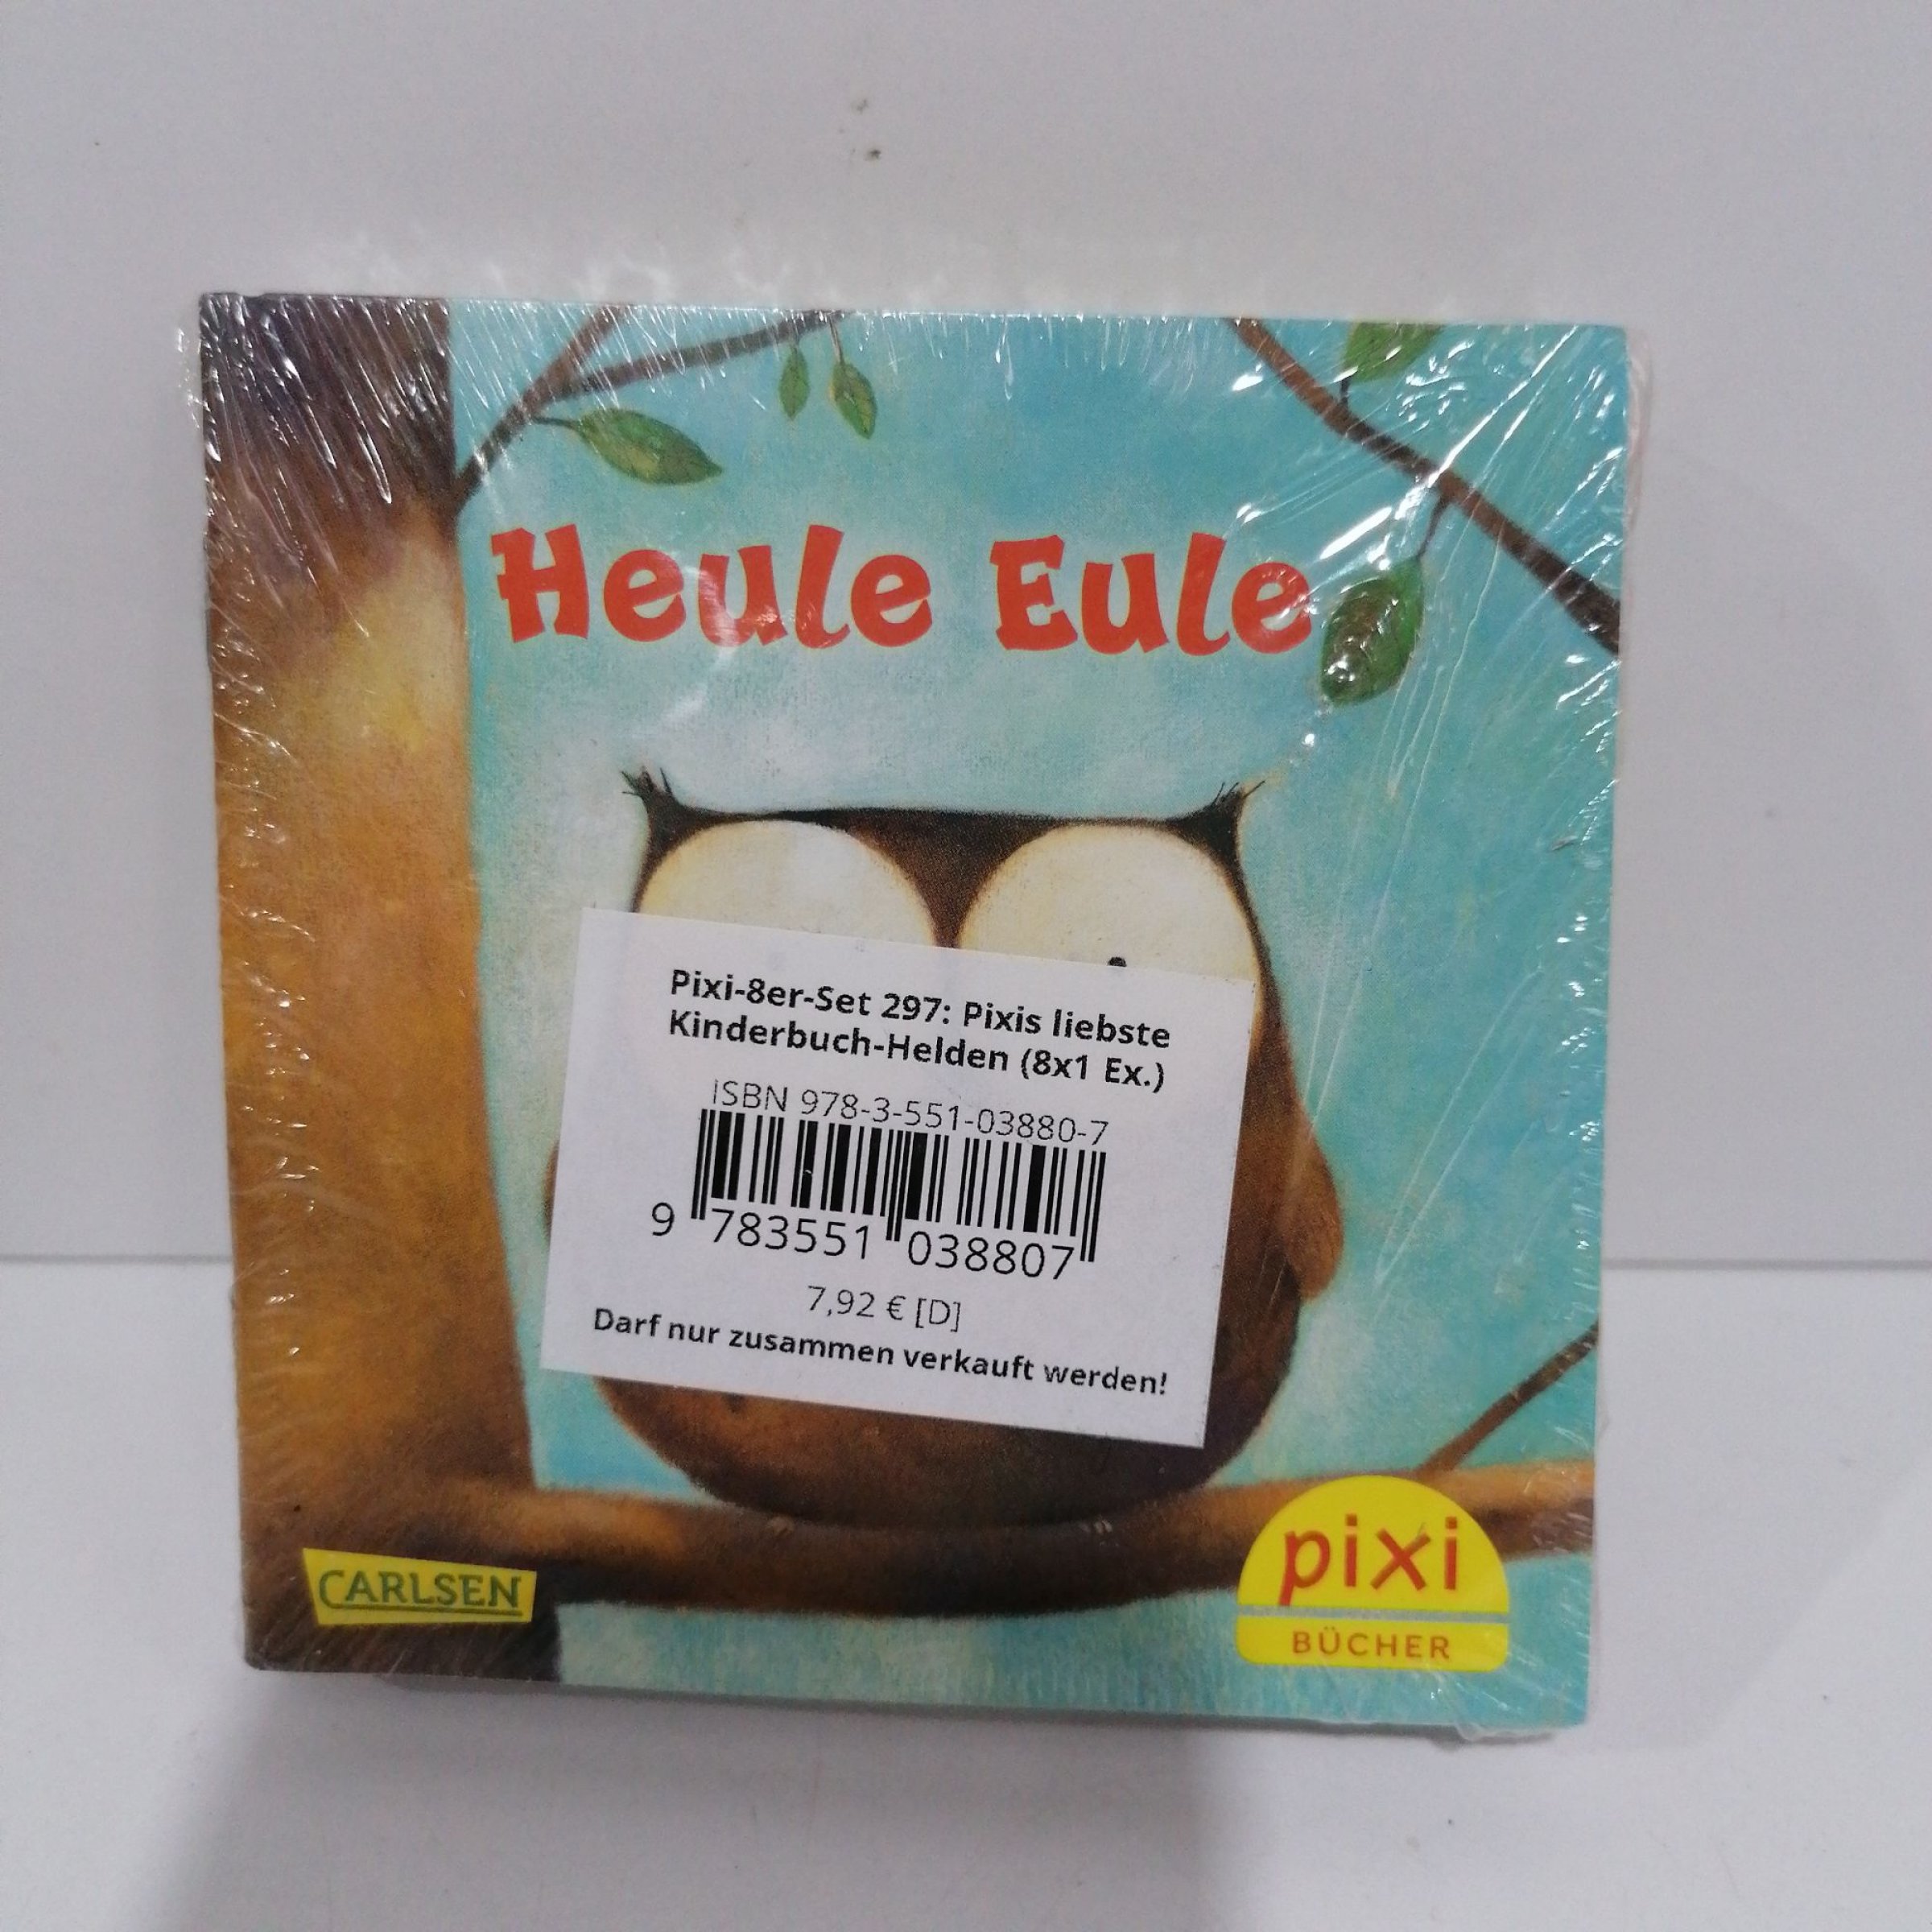 Heule Eule
Pixi-8er-Set 297: Pixis liebste
Kinderbuch-Helden (8x1 Ex.)
ISBN 978-3-551-03880-7
9 783551 038807
7,92 € [D]
Darf nur zusammen verkauft werden!
CARLSEN
pixi
BÜCHER